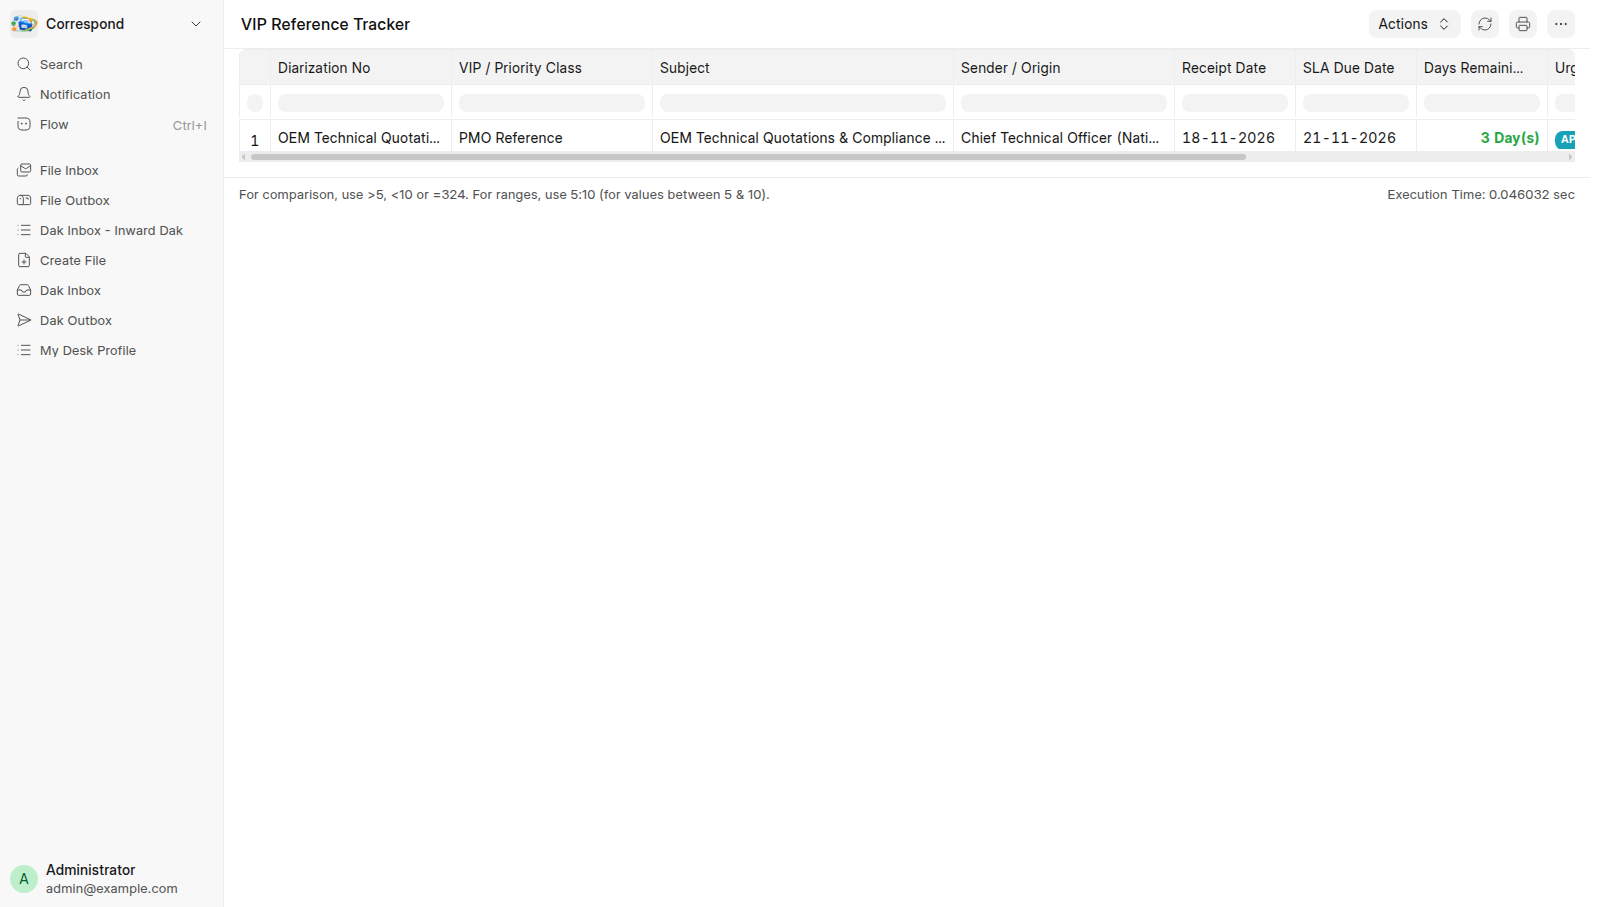 Correspond
VIP Reference Tracker
Actions
Search
Notification
Flow Ctrl+I
File Inbox
File Outbox
Dak Inbox - Inward Dak
Create File
Dak Inbox
Dak Outbox
My Desk Profile
Diarization No VIP / Priority Class Subject Sender / Origin Receipt Date SLA Due Date Days Remaini... Urg
1 OEM Technical Quotati... PMO Reference OEM Technical Quotations & Compliance ... Chief Technical Officer (Nati... 18-11-2026 21-11-2026 3 Day(s) AP
For comparison, use >5, <10 or =324. For ranges, use 5:10 (for values between 5 & 10).
Execution Time: 0.046032 sec
A
Administrator
admin@example.com